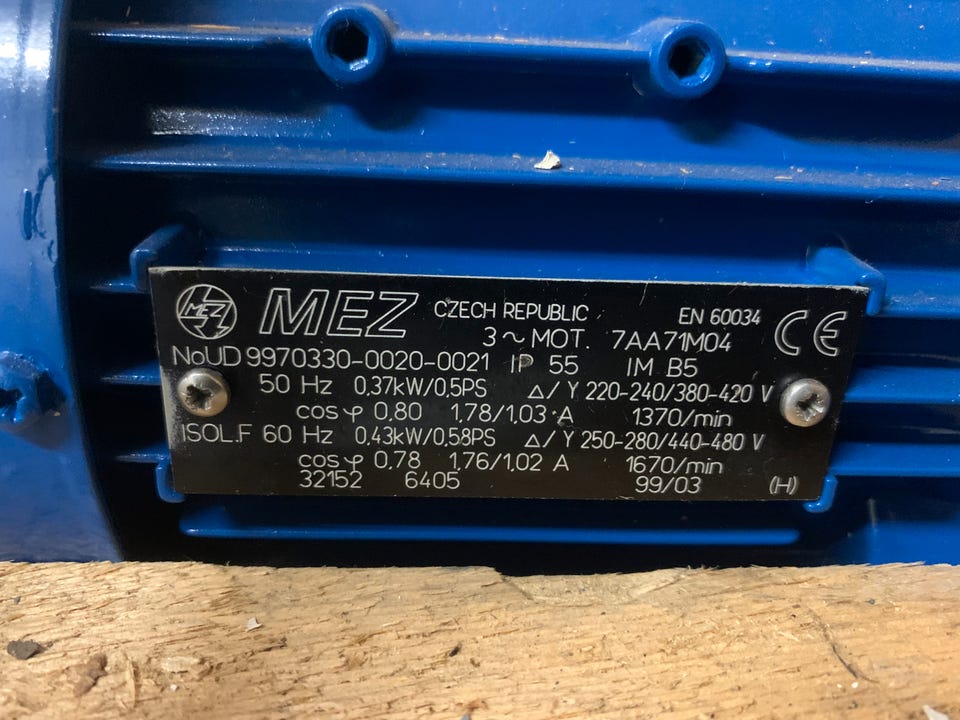 MEZ MEZ CZECH REPUBLIC EN 60034 CE
3~MOT. 7AA71M04
NoUD 9970330-0020-0021 IP 55 IM B5
50 Hz 0,37kW/0,5PS △/Y 220-240/380-420 V
cos φ 0,80 1,78/1,03 A 1370/min
ISOL.F 60 Hz 0,43kW/0,58PS △/Y 250-280/440-480 V
cos φ 0,78 1,76/1,02 A 1670/min
32152 6405 99/03 (H)